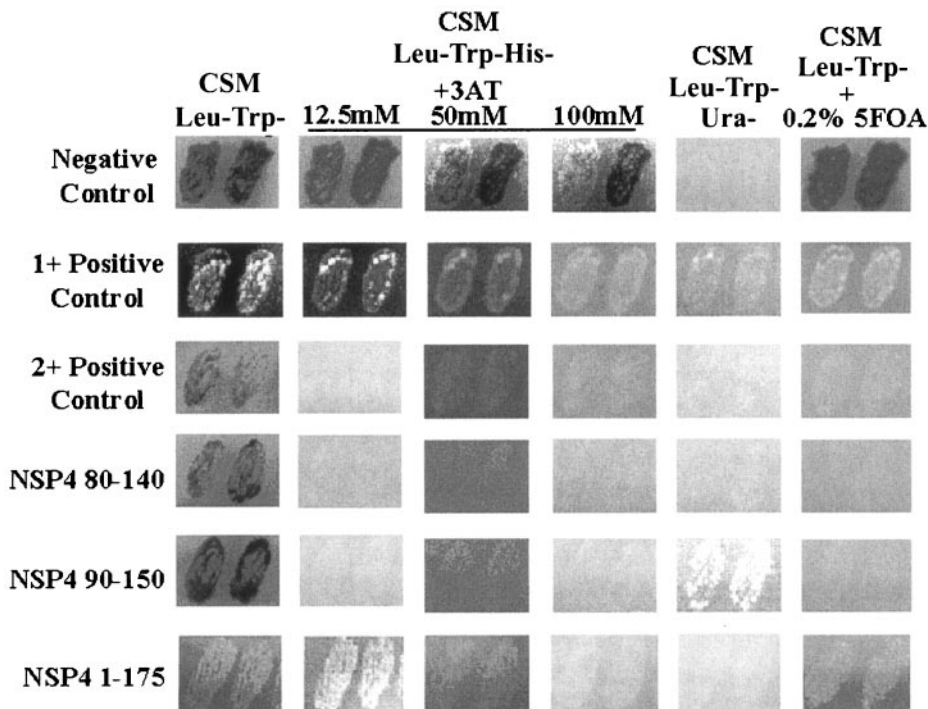 CSM
Leu-Trp-
CSM
Leu-Trp-His-
+3AT
12.5mM 50mM 100mM
CSM
Leu-Trp-
Ura-
CSM
Leu-Trp-
+
0.2% 5FOA
Negative
Control
1+ Positive
Control
2+ Positive
Control
NSP4 80-140
NSP4 90-150
NSP4 1-175